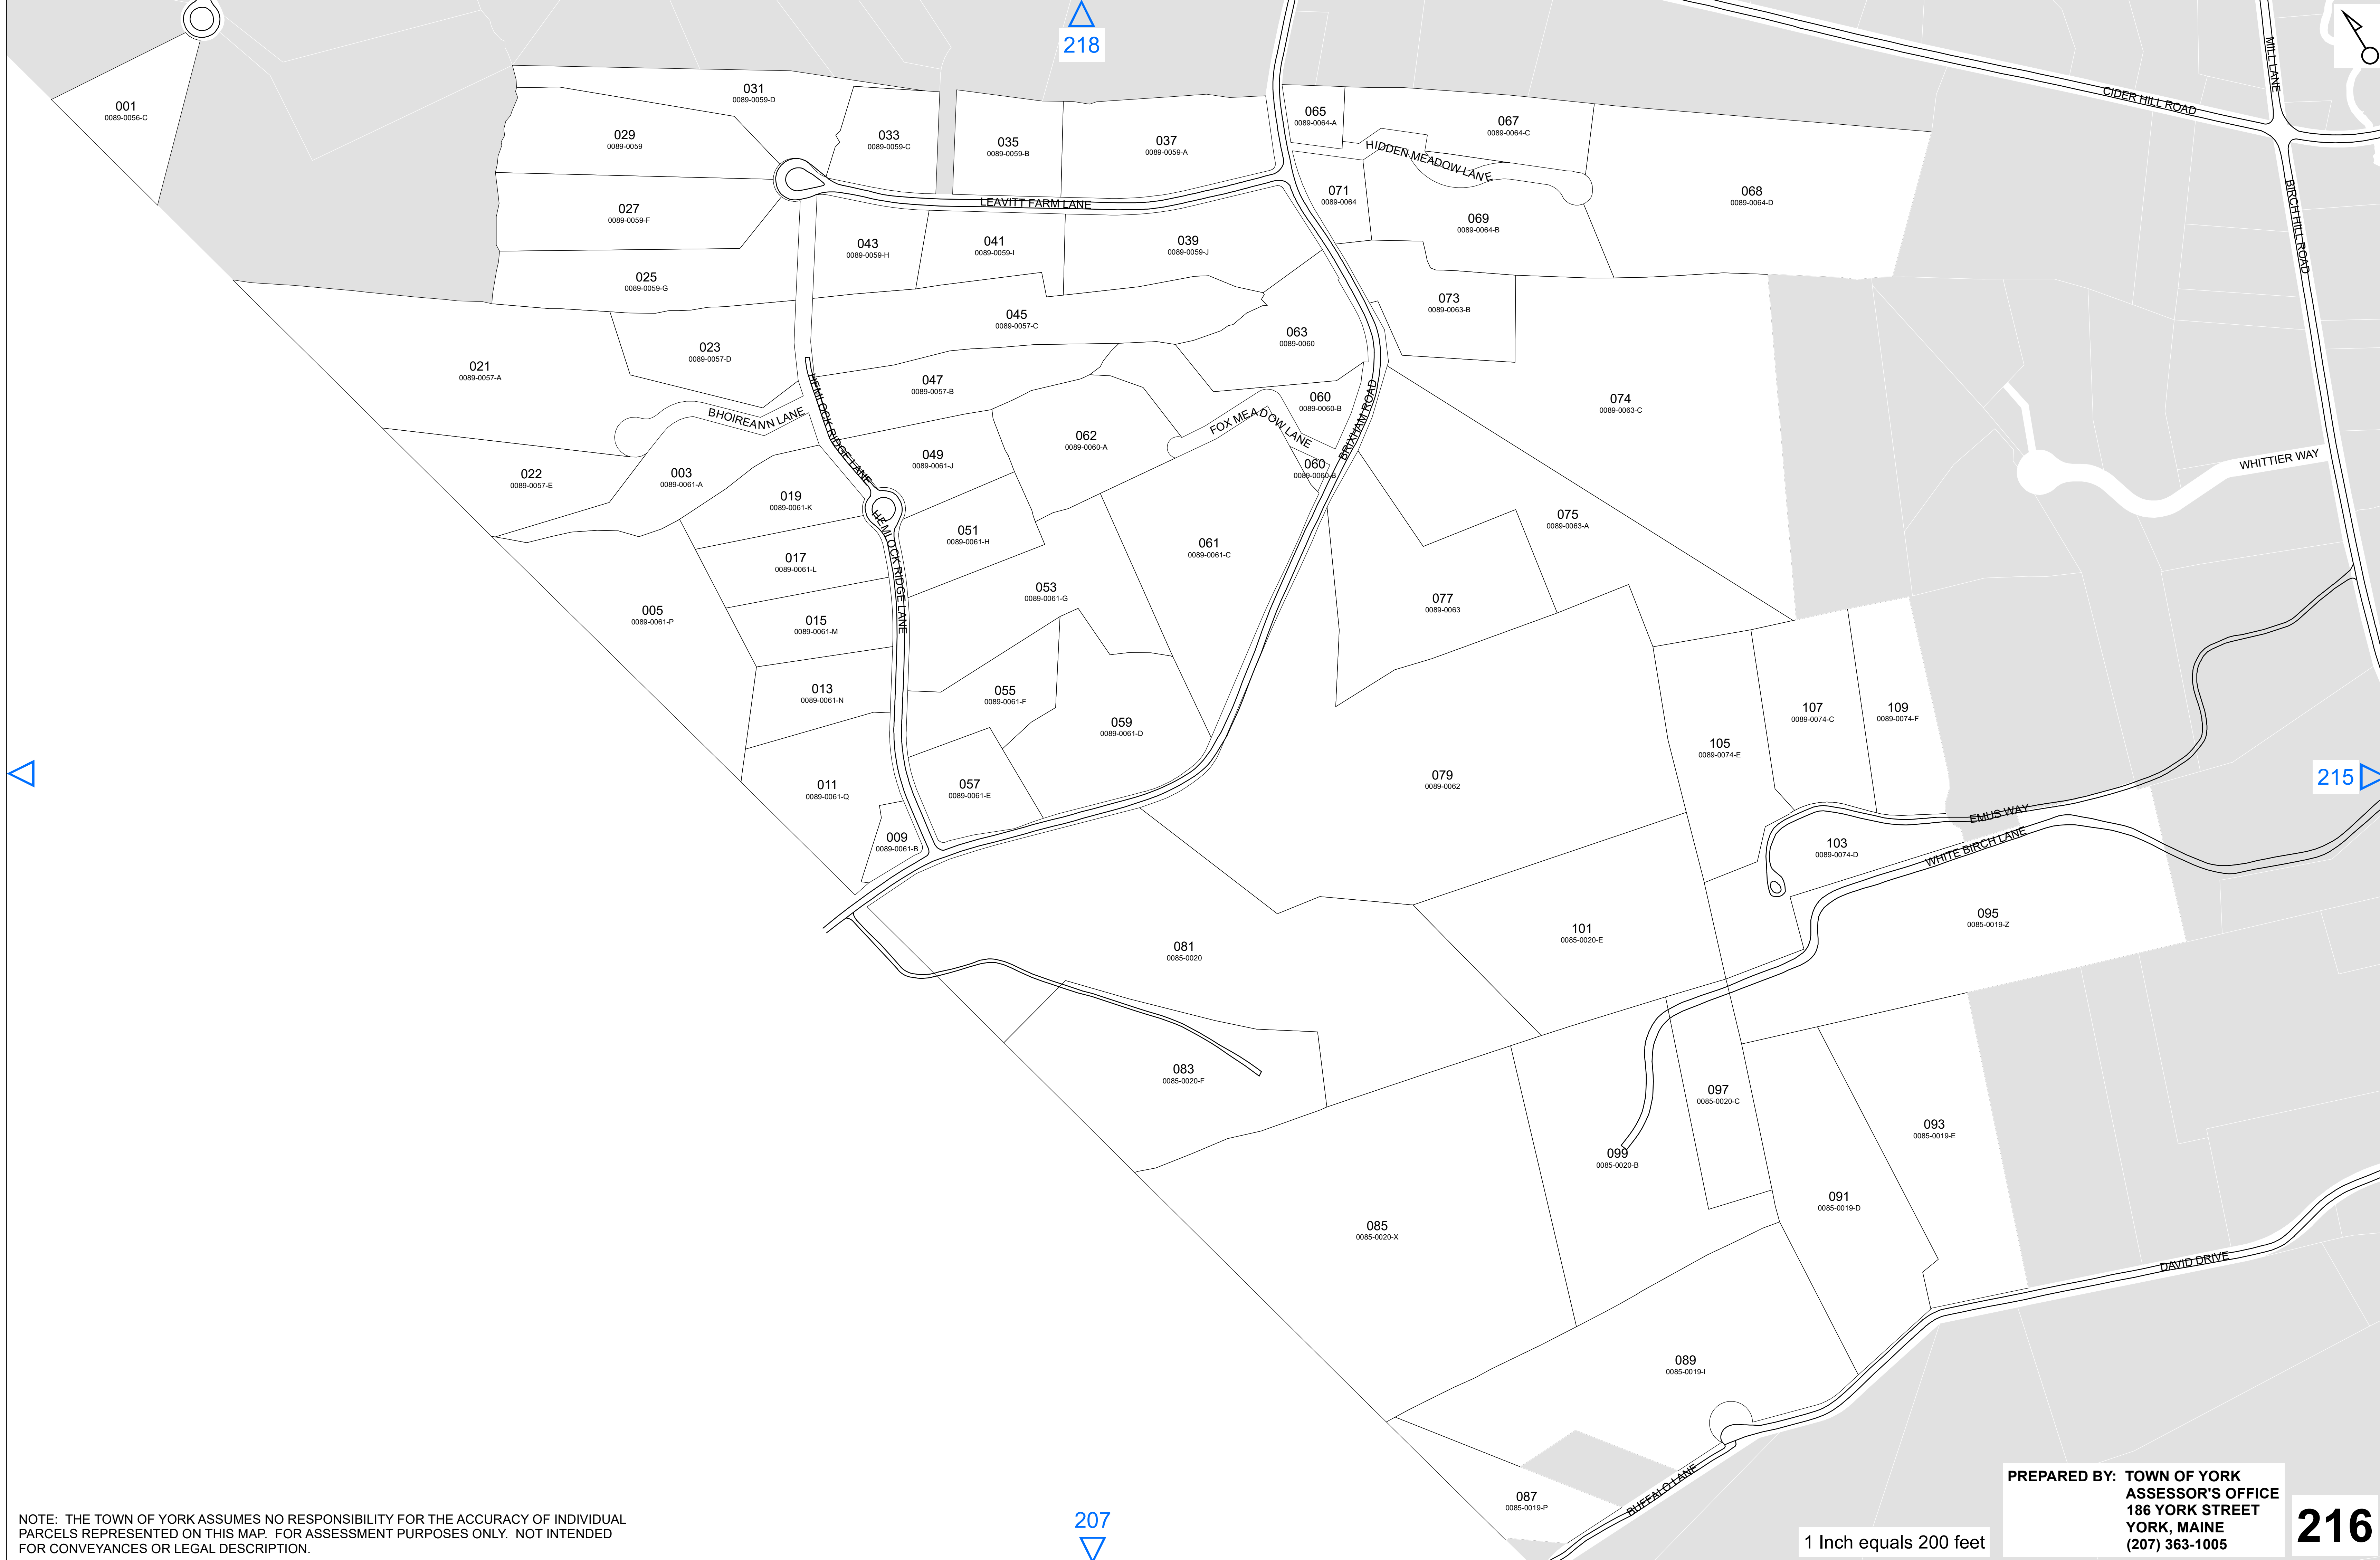 218
MILL LANE
CIDER HILL ROAD
001
0089-0056-C
031
0089-0059-D
029
0089-0059
033
0089-0059-C
035
0089-0059-B
037
0089-0059-A
065
0089-0064-A
067
0089-0064-C
HIDDEN MEADOW LANE
BIRCH HILL ROAD
027
0089-0059-F
LEAVITT FARM LANE
071
0089-0064
068
0089-0064-D
069
0089-0064-B
043
0089-0059-H
041
0089-0059-I
039
0089-0059-J
025
0089-0059-G
045
0089-0057-C
073
0089-0063-B
063
0089-0060
023
0089-0057-D
021
0089-0057-A
047
0089-0057-B
060
0089-0060-B
074
0089-0063-C
BHOIREANN LANE
HEMLOCK RIDGE LANE
FOX MEADOW LANE
BRIXHAM ROAD
062
0089-0060-A
049
0089-0061-J
060
0089-0060-B
WHITTIER WAY
022
0089-0057-E
003
0089-0061-A
019
0089-0061-K
HEMLOCK RIDGE LANE
051
0089-0061-H
075
0089-0063-A
061
0089-0061-C
017
0089-0061-L
053
0089-0061-G
077
0089-0063
005
0089-0061-P
015
0089-0061-M
013
0089-0061-N
055
0089-0061-F
059
0089-0061-D
107
0089-0074-C
109
0089-0074-F
105
0089-0074-E
079
0089-0062
215
011
0089-0061-Q
057
0089-0061-E
EMUS WAY
009
0089-0061-B
103
0089-0074-D
WHITE BIRCH LANE
095
0085-0019-Z
101
0085-0020-E
081
0085-0020
083
0085-0020-F
097
0085-0020-C
093
0085-0019-E
099
0085-0020-B
091
0085-0019-D
085
0085-0020-X
DAVID DRIVE
089
0085-0019-I
BUFFALO LANE
087
0085-0019-P
207
NOTE: THE TOWN OF YORK ASSUMES NO RESPONSIBILITY FOR THE ACCURACY OF INDIVIDUAL
PARCELS REPRESENTED ON THIS MAP. FOR ASSESSMENT PURPOSES ONLY. NOT INTENDED
FOR CONVEYANCES OR LEGAL DESCRIPTION.
1 Inch equals 200 feet
PREPARED BY: TOWN OF YORK
ASSESSOR'S OFFICE
186 YORK STREET
YORK, MAINE
(207) 363-1005
216